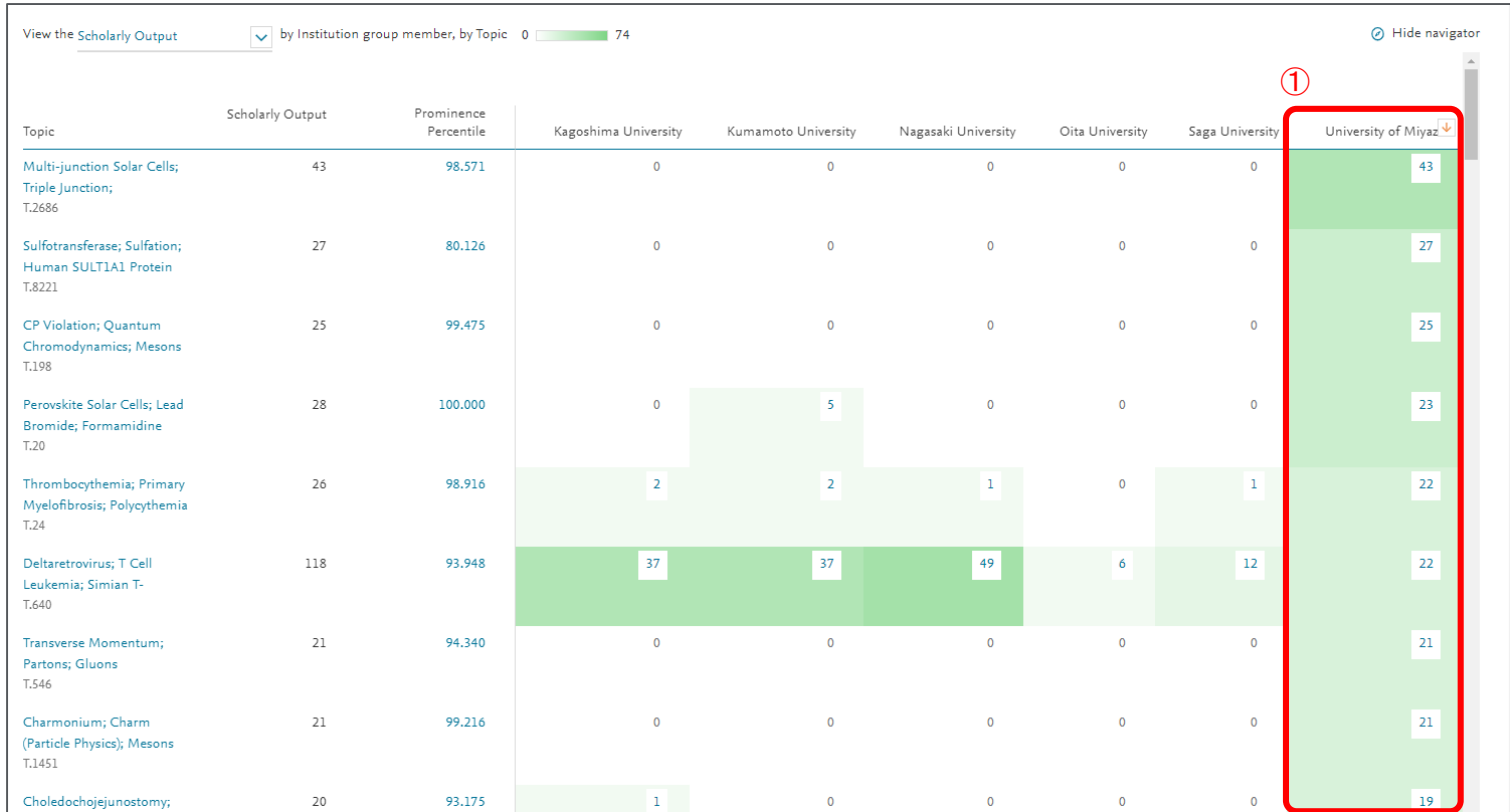 View the Scholarly Output by Institution group member, by Topic 0 74 Hide navigator
①
Topic Scholarly Output Prominence Percentile Kagoshima University Kumamoto University Nagasaki University Oita University Saga University University of Miyaz
Multi-junction Solar Cells; 43 98.571 0 0 0 0 0 43
Triple Junction;
T.2686
Sulfotransferase; Sulfation; 27 80.126 0 0 0 0 0 27
Human SULT1A1 Protein
T.8221
CP Violation; Quantum 25 99.475 0 0 0 0 0 25
Chromodynamics; Mesons
T.198
Perovskite Solar Cells; Lead 28 100.000 0 5 0 0 0 23
Bromide; Formamidine
T.20
Thrombocythemia; Primary 26 98.916 2 2 1 0 1 22
Myelofibrosis; Polycythemia
T.24
Deltaretrovirus; T Cell 118 93.948 37 37 49 6 12 22
Leukemia; Simian T-
T.640
Transverse Momentum; 21 94.340 0 0 0 0 0 21
Partons; Gluons
T.546
Charmonium; Charm 21 99.216 0 0 0 0 0 21
(Particle Physics); Mesons
T.1451
Choledochojejunostomy; 20 93.175 1 0 0 0 0 19